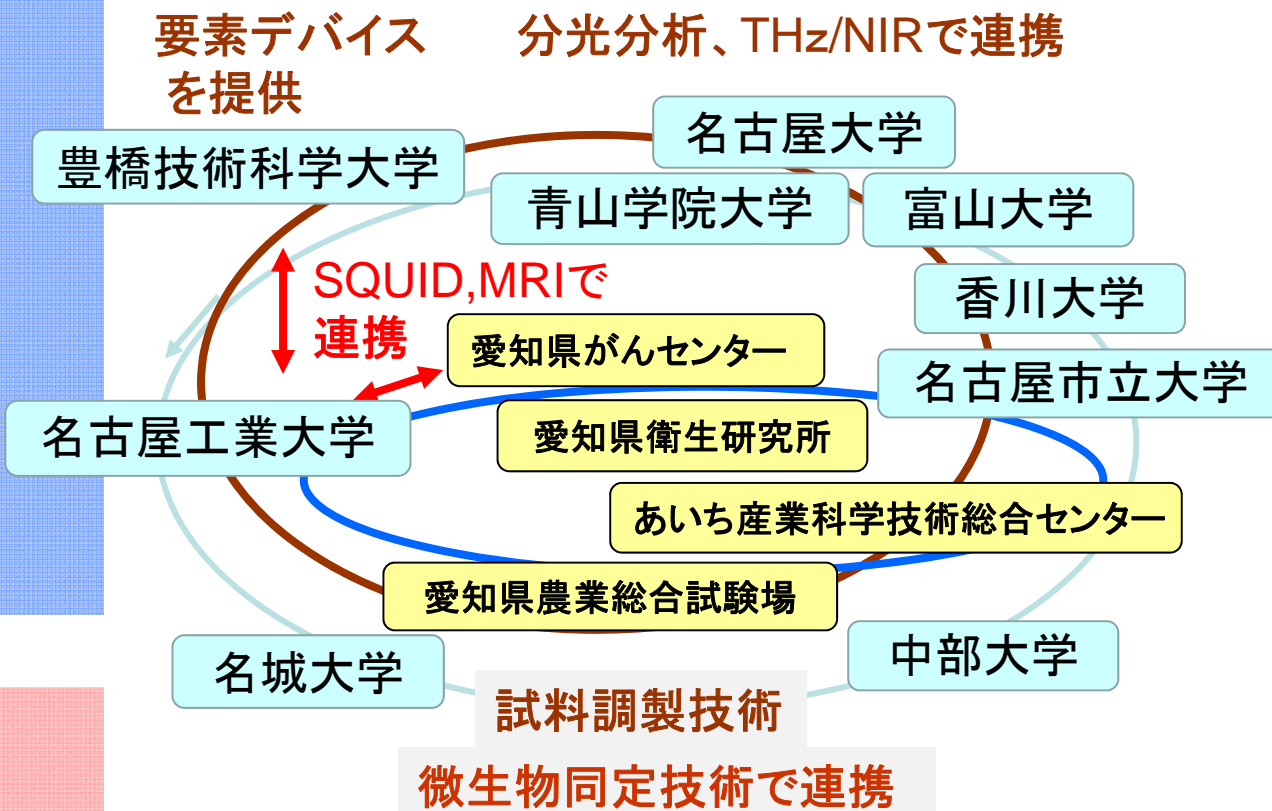 要素デバイス
を提供
分光分析、THz/NIRで連携
豊橋技術科学大学
名古屋大学
青山学院大学
富山大学
SQUID,MRIで
連携
香川大学
愛知県がんセンター
名古屋市立大学
名古屋工業大学
愛知県衛生研究所
あいち産業科学技術総合センター
愛知県農業総合試験場
名城大学
中部大学
試料調製技術
微生物同定技術で連携